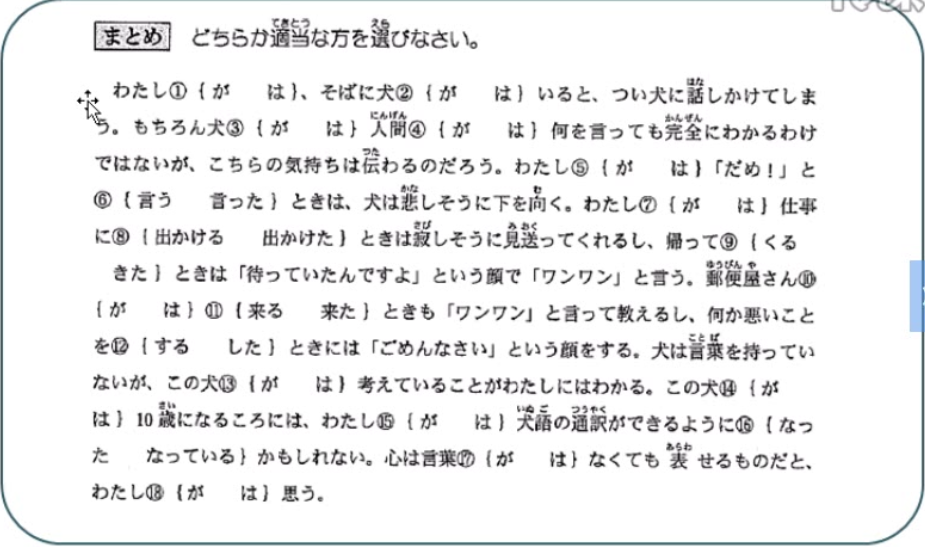 まとめ どちらか適当な方を選びなさい。
わたし①{が は}、そばに犬②{が は}いると、つい犬に話しかけてしま
う。もちろん犬③{が は}人間④{が は}何を言っても完全にわかるわけ
ではないが、こちらの気持ちは伝わるのだろう。わたし⑤{が は}「だめ!」と
⑥{言う 言った}ときは、犬は悲しそうに下を向く。わたし⑦{が は}仕事
に⑧{出かける 出かけた}ときは寂しそうに見送ってくれるし、帰って⑨{くる
きた}ときは「待っていたんですよ」という顔で「ワンワン」と言う。郵便屋さん⑩
{が は}⑪{来る 来た}ときも「ワンワン」と言って教えるし、何か悪いこと
を⑫{する した}ときには「ごめんなさい」という顔をする。犬は言葉を持ってい
ないが、この犬⑬{が は}考えていることがわたしにはわかる。この犬⑭{が
は}10歳になるころには、わたし⑮{が は}犬語の通訳ができるように⑯{なっ
た なっている}かもしれない。心は言葉⑰{が は}なくても表せるものだと、
わたし⑱{が は}思う。